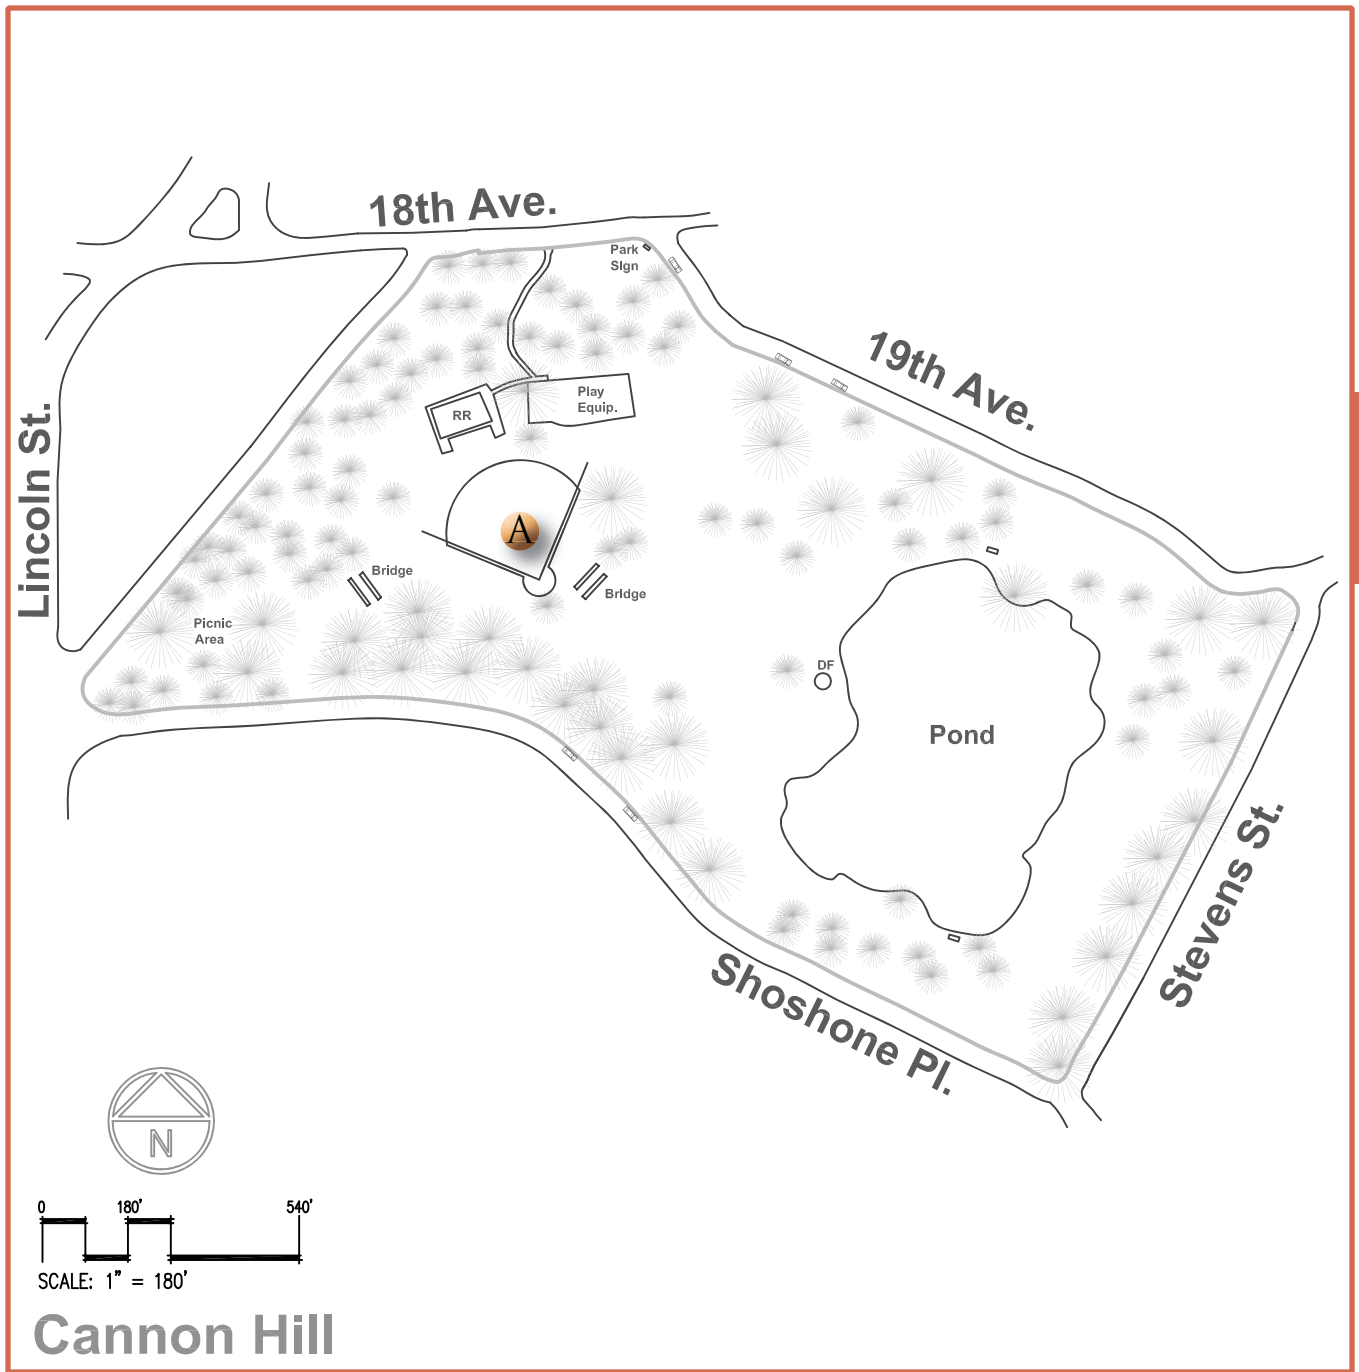 18th Ave.
Park
SIgn
19th Ave.
Play
Equip.
RR
Lincoln St.
A
Bridge
BrIdge
Picnic
Area
DF
Pond
Stevens St.
Shoshone Pl.
N
0 180' 540'
SCALE: 1" = 180'
Cannon Hill